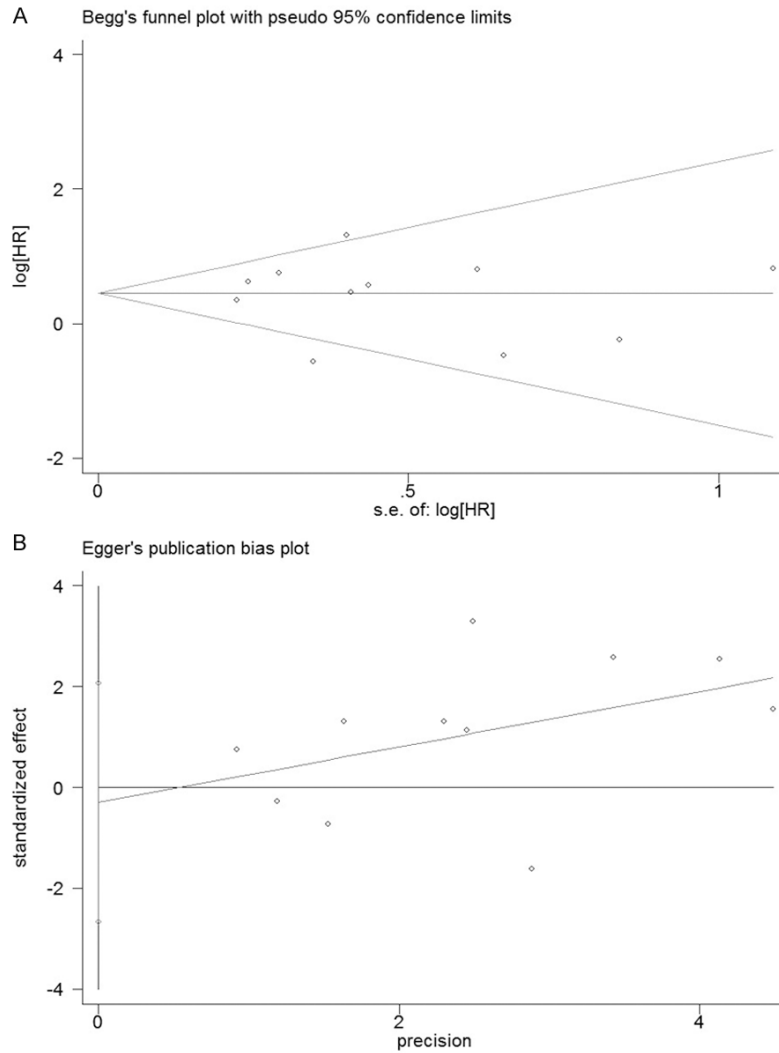 A
Begg's funnel plot with pseudo 95% confidence limits
4
2
0
-2
log[HR]
0
.5
1
s.e. of: log[HR]
B
Egger's publication bias plot
4
2
0
-2
-4
standardized effect
0
2
4
precision